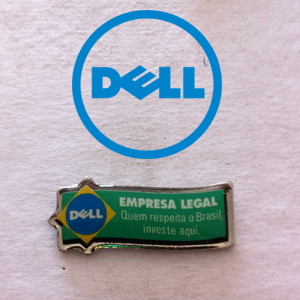 DELL
DELL
EMPRESA LEGAL
Quem respeita o Brasil,
investe aqui.